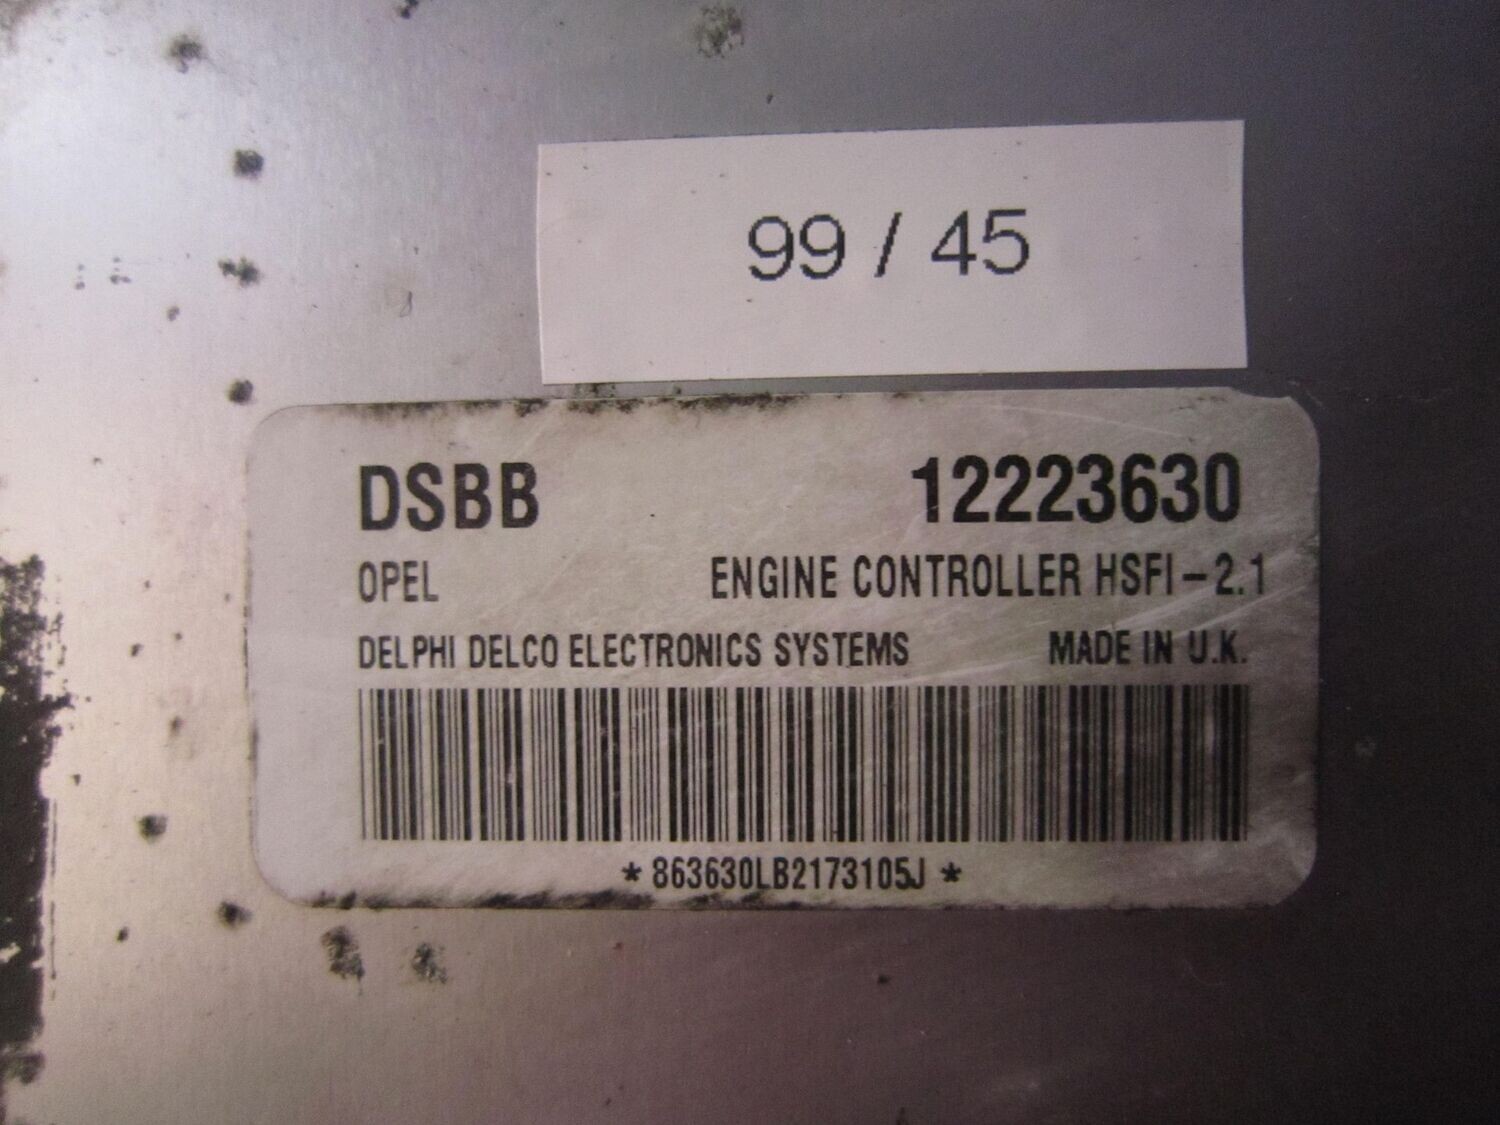 99 / 45
DSBB 12223630
OPEL ENGINE CONTROLLER HSFI-2.1
DELPHI DELCO ELECTRONICS SYSTEMS MADE IN U.K.
*863630LB2173105J*